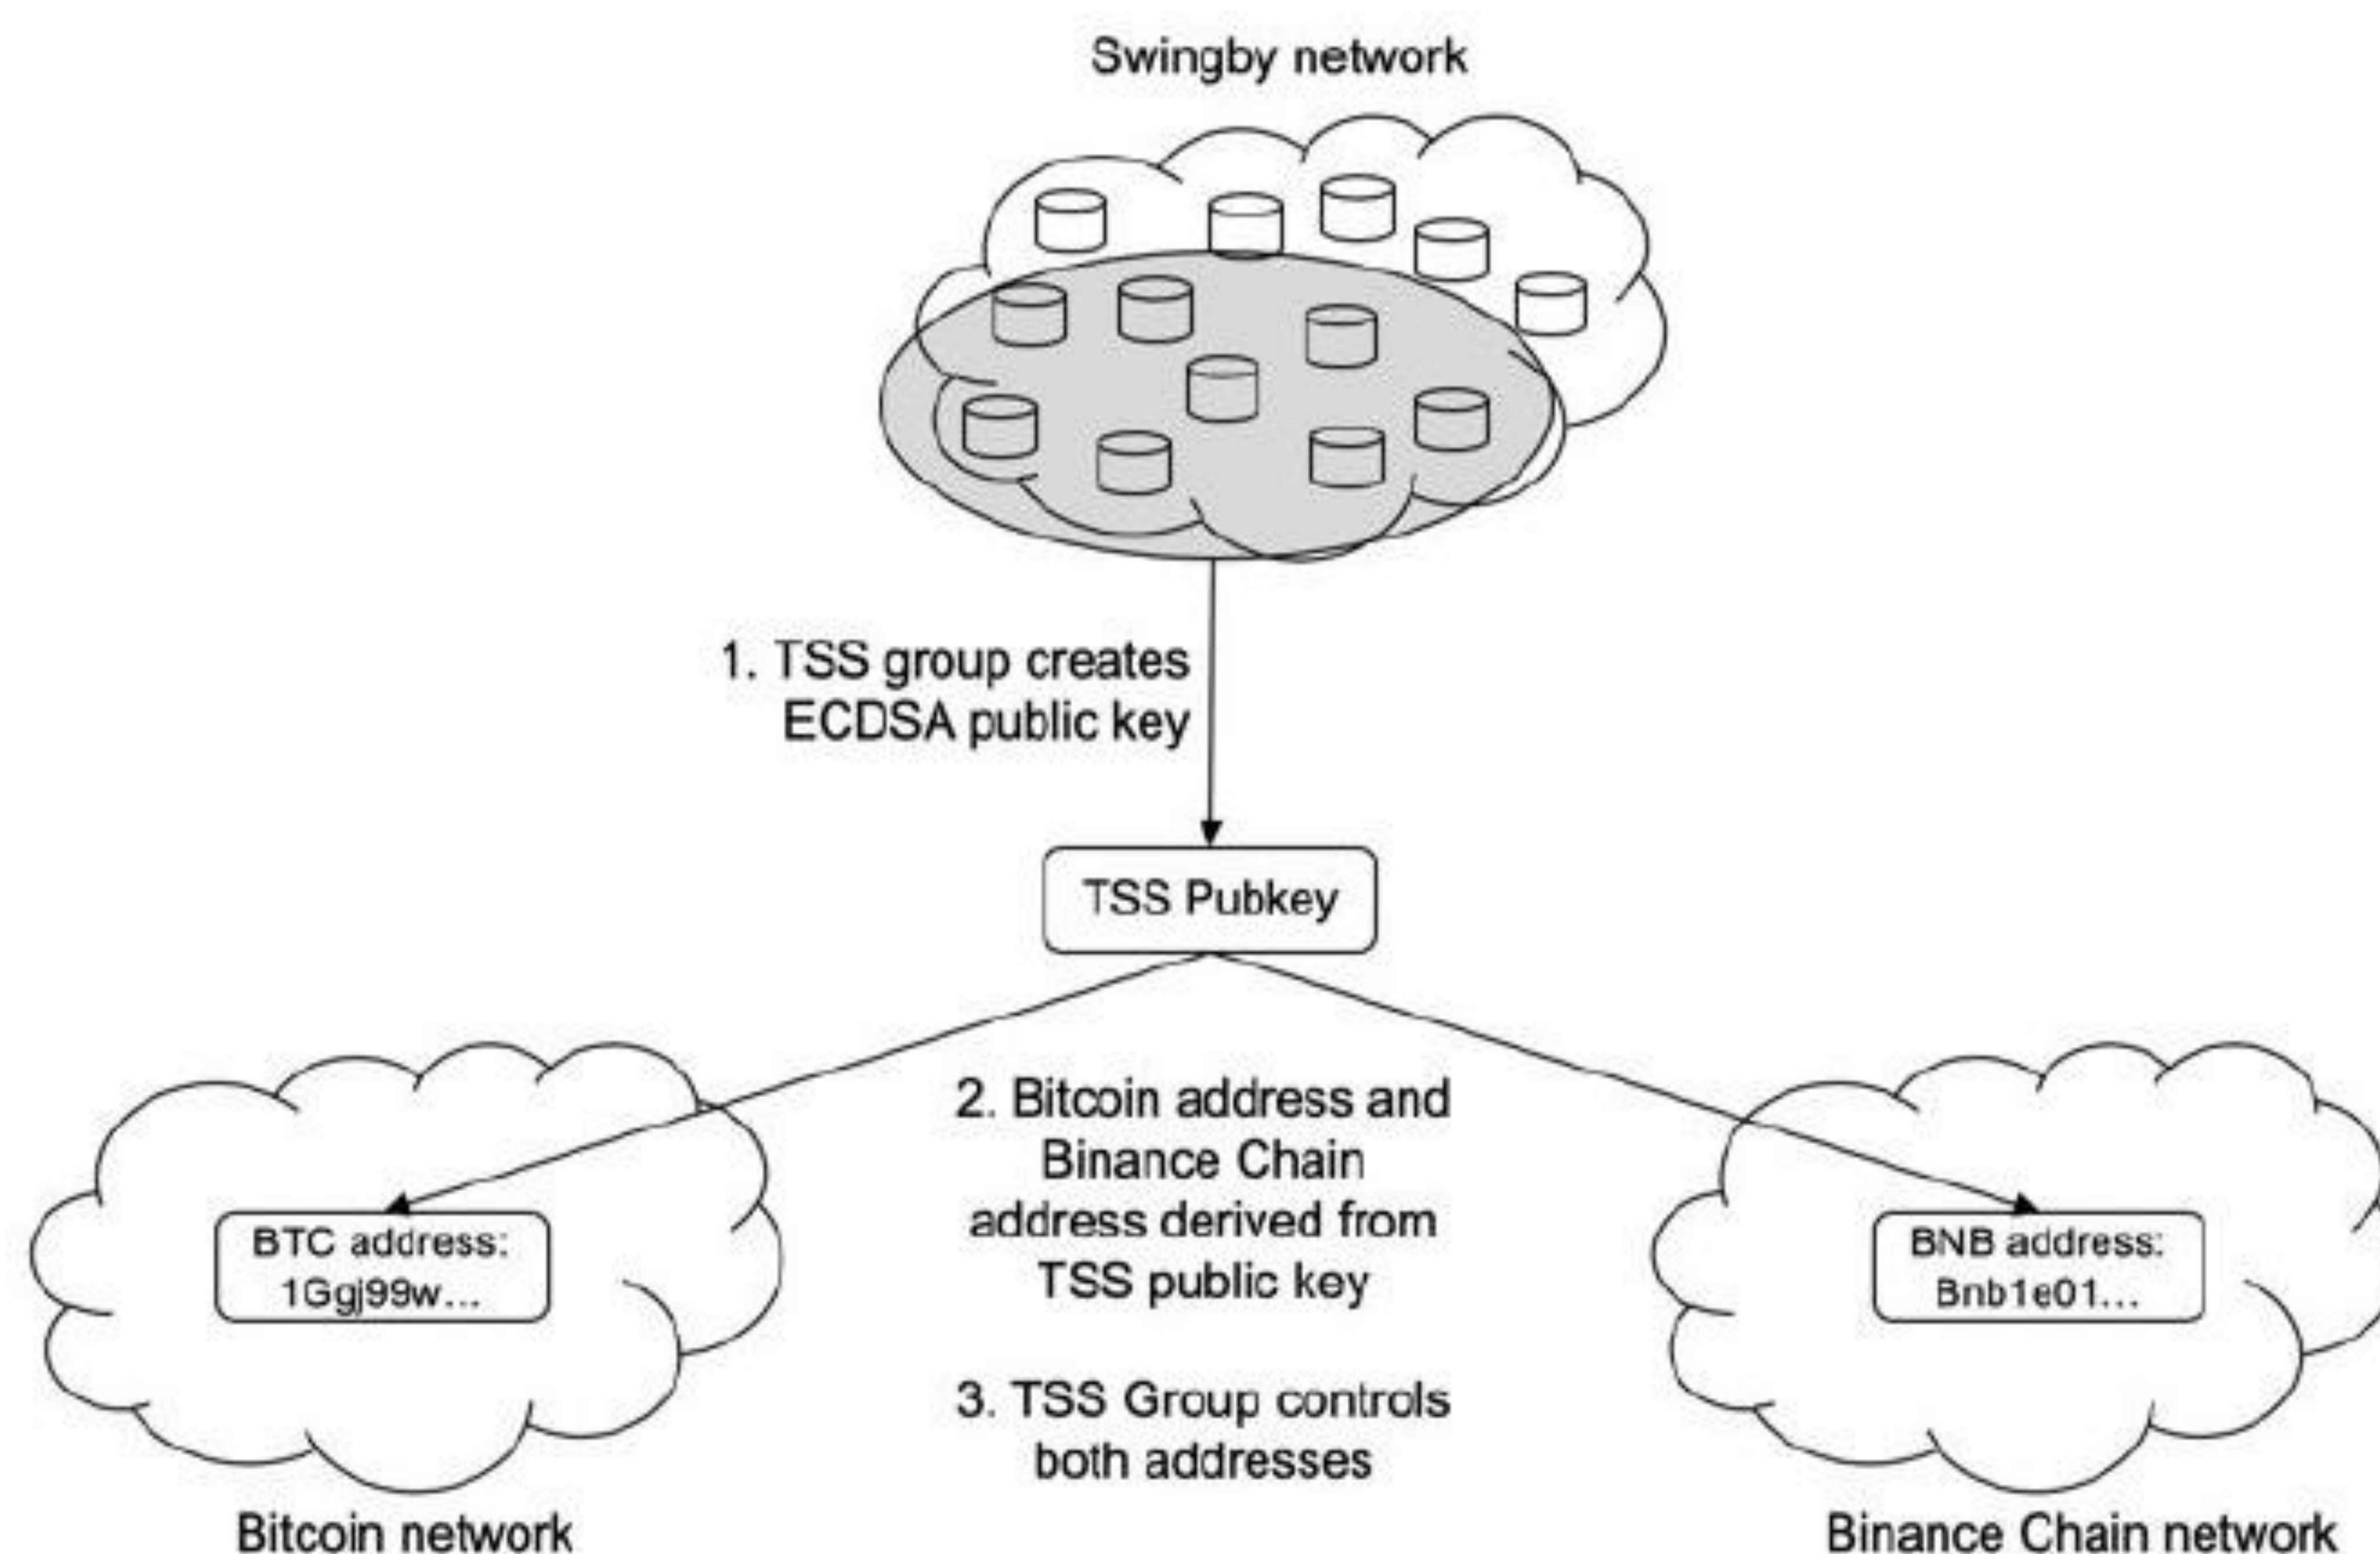 Swingby network
1. TSS group creates
ECDSA public key
TSS Pubkey
2. Bitcoin address and
Binance Chain
address derived from
TSS public key
BTC address:
1Ggj99w...
BNB address:
Bnb1e01...
3. TSS Group controls
both addresses
Bitcoin network
Binance Chain network